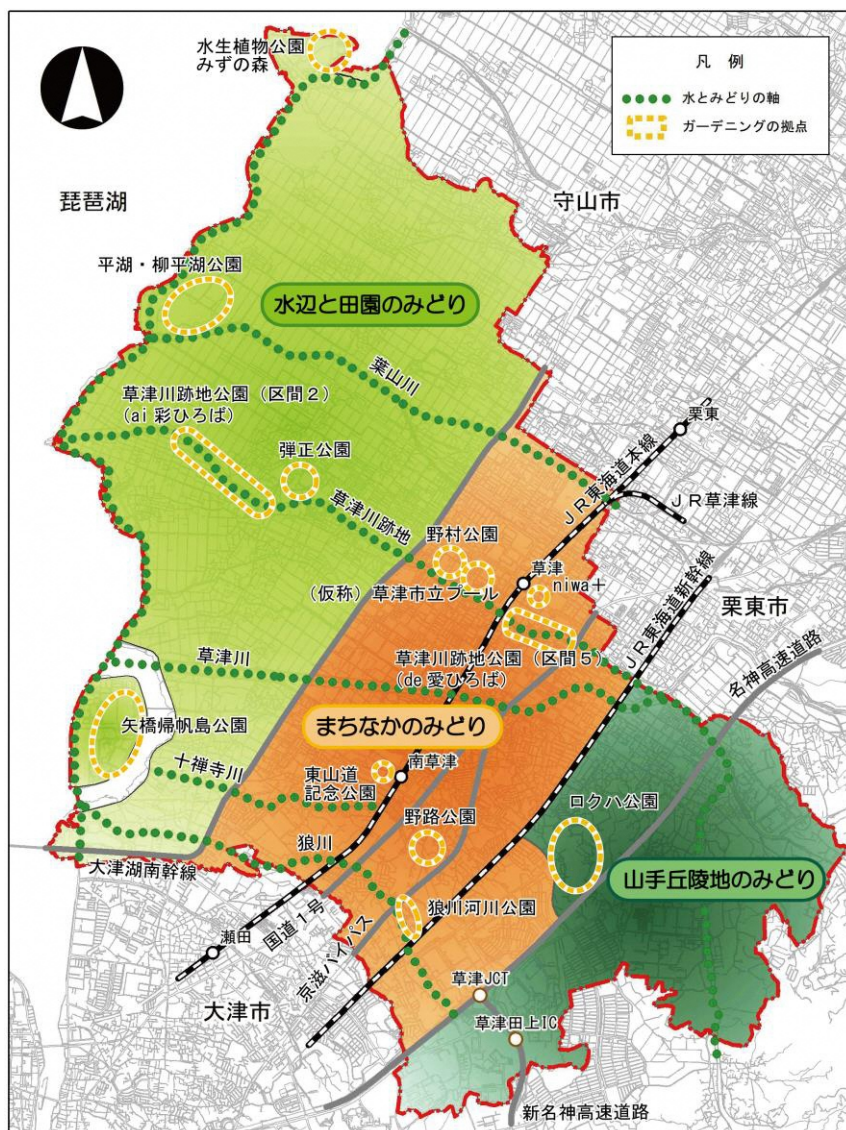 水生植物公園
みずの森
凡 例
水とみどりの軸
ガーデニングの拠点
琵琶湖
守山市
平湖・柳平湖公園
水辺と田園のみどり
葉山川
草津川跡地公園（区間２）
(ai 彩ひろば)
弾正公園
草津川跡地
栗東
ＪＲ東海道本線
ＪＲ草津線
野村公園
草津
niwa＋
（仮称）草津市立プール
ＪＲ東海道新幹線
栗東市
名神高速道路
草津川
草津川跡地公園（区間５）
(de 愛ひろば)
矢橋帰帆島公園
まちなかのみどり
十禅寺川
東山道
記念公園
南草津
野路公園
ロクハ公園
狼川
大津湖南幹線
山手丘陵地のみどり
国道１号
狼川河川公園
瀬田
京滋バイパス
大津市
草津JCT
草津田上IC
新名神高速道路